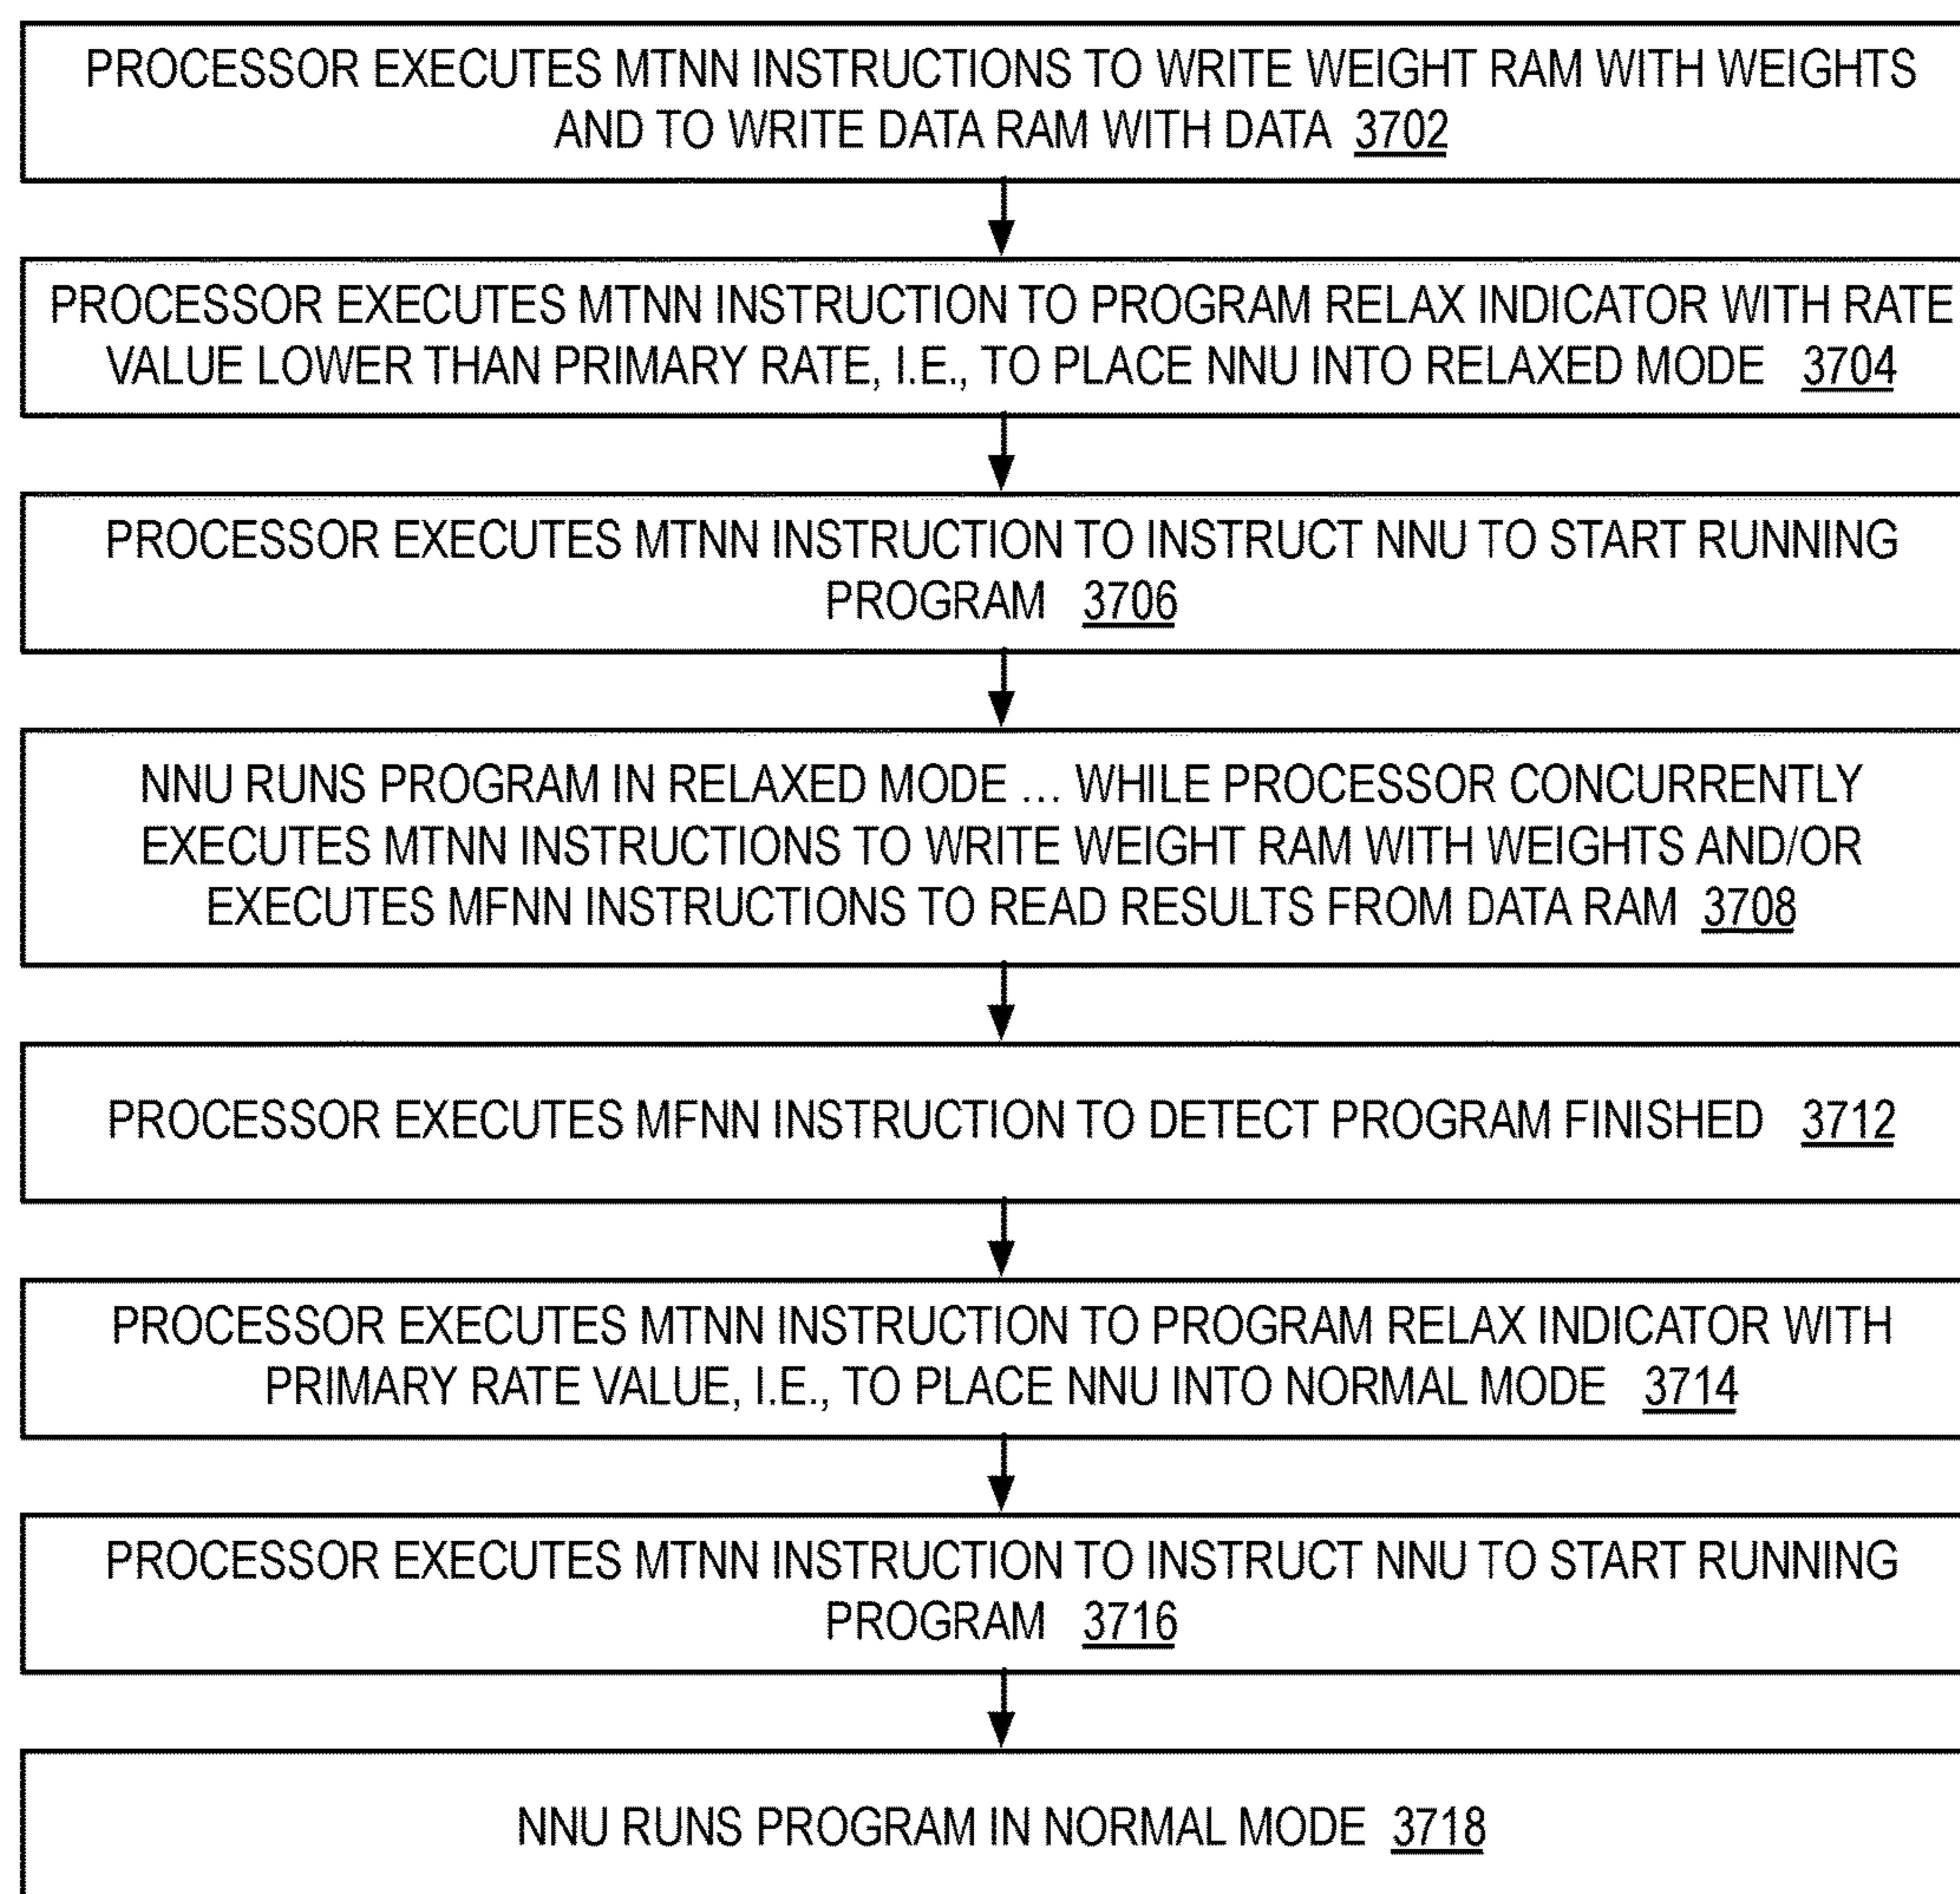 PROCESSOR EXECUTES MTNN INSTRUCTIONS TO WRITE WEIGHT RAM WITH WEIGHTS
AND TO WRITE DATA RAM WITH DATA 3702
PROCESSOR EXECUTES MTNN INSTRUCTION TO PROGRAM RELAX INDICATOR WITH RATE
VALUE LOWER THAN PRIMARY RATE, I.E., TO PLACE NNU INTO RELAXED MODE 3704
PROCESSOR EXECUTES MTNN INSTRUCTION TO INSTRUCT NNU TO START RUNNING
PROGRAM 3706
NNU RUNS PROGRAM IN RELAXED MODE ... WHILE PROCESSOR CONCURRENTLY
EXECUTES MTNN INSTRUCTIONS TO WRITE WEIGHT RAM WITH WEIGHTS AND/OR
EXECUTES MFNN INSTRUCTIONS TO READ RESULTS FROM DATA RAM 3708
PROCESSOR EXECUTES MFNN INSTRUCTION TO DETECT PROGRAM FINISHED 3712
PROCESSOR EXECUTES MTNN INSTRUCTION TO PROGRAM RELAX INDICATOR WITH
PRIMARY RATE VALUE, I.E., TO PLACE NNU INTO NORMAL MODE 3714
PROCESSOR EXECUTES MTNN INSTRUCTION TO INSTRUCT NNU TO START RUNNING
PROGRAM 3716
NNU RUNS PROGRAM IN NORMAL MODE 3718